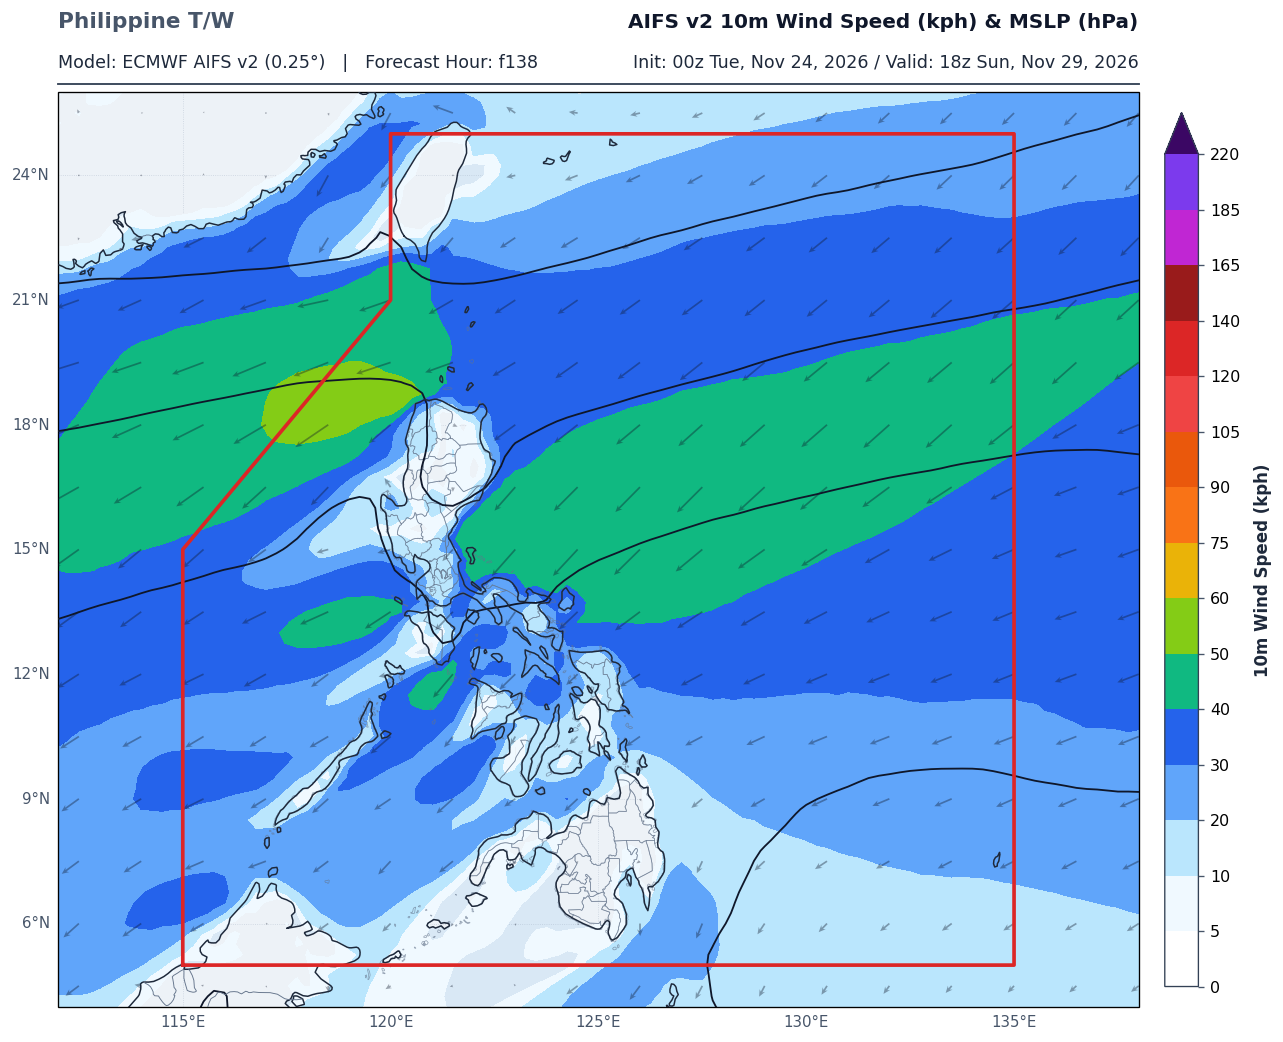 Philippine T/W
AIFS v2 10m Wind Speed (kph) & MSLP (hPa)
Model: ECMWF AIFS v2 (0.25°) | Forecast Hour: f138
Init: 00z Tue, Nov 24, 2026 / Valid: 18z Sun, Nov 29, 2026
24°N
21°N
18°N
15°N
12°N
9°N
6°N
115°E
120°E
125°E
130°E
135°E
220
185
165
140
120
105
90
75
60
50
40
30
20
10
5
0
10m Wind Speed (kph)